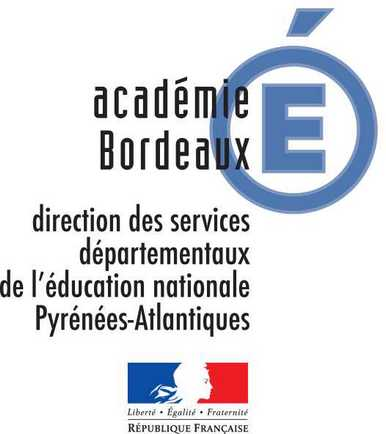 académie
Bordeaux
É
direction des services
départementaux
de l'éducation nationale
Pyrénées-Atlantiques
Liberté • Égalité • Fraternité
RÉPUBLIQUE FRANÇAISE